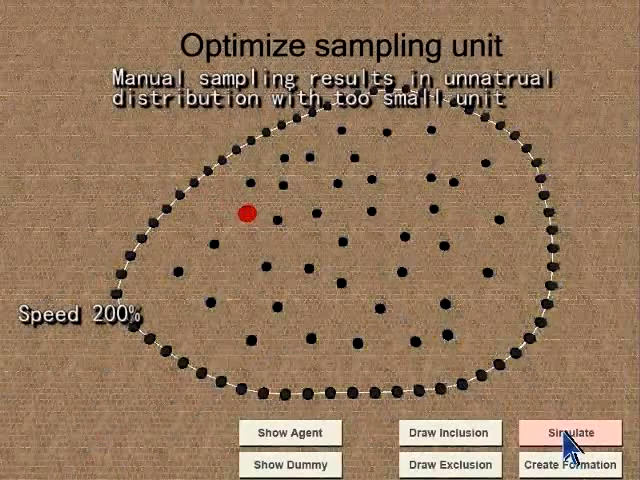 Optimize sampling unit
Manual sampling results in unnatrual
distribution with too small unit
Speed 200%
Show Agent
Draw Inclusion
Simulate
Show Dummy
Draw Exclusion
Create Formation